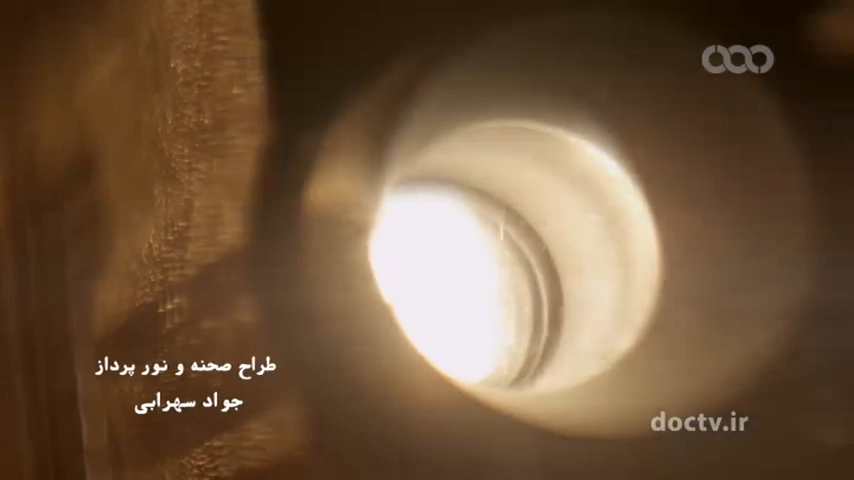 طراح صحنه و نور پرداز
جواد سهرابی
doctv.ir